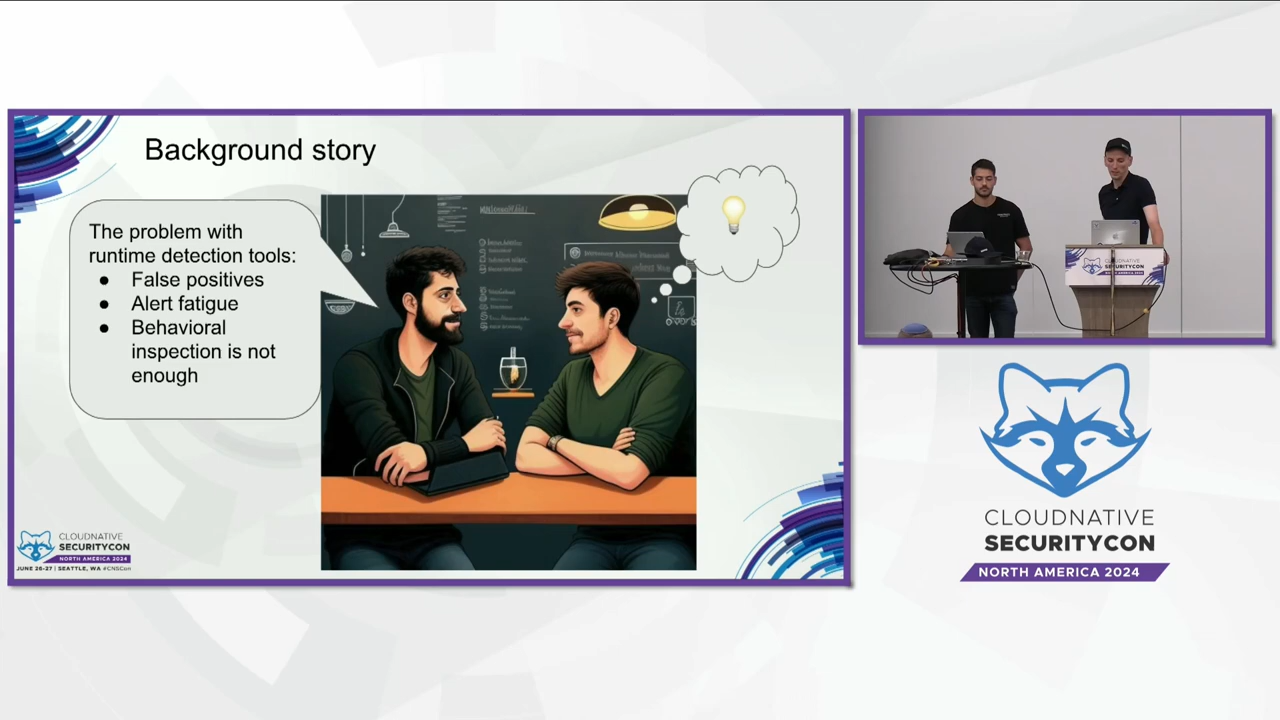 Background story
The problem with
runtime detection tools:
● False positives
● Alert fatigue
● Behavioral
inspection is not
enough
CLOUDNATIVE
SECURITYCON
NORTH AMERICA 2024
JUNE 26-27 | SEATTLE, WA #CNSCon
SECURITYCON
CLOUDNATIVE
SECURITYCON
NORTH AMERICA 2024